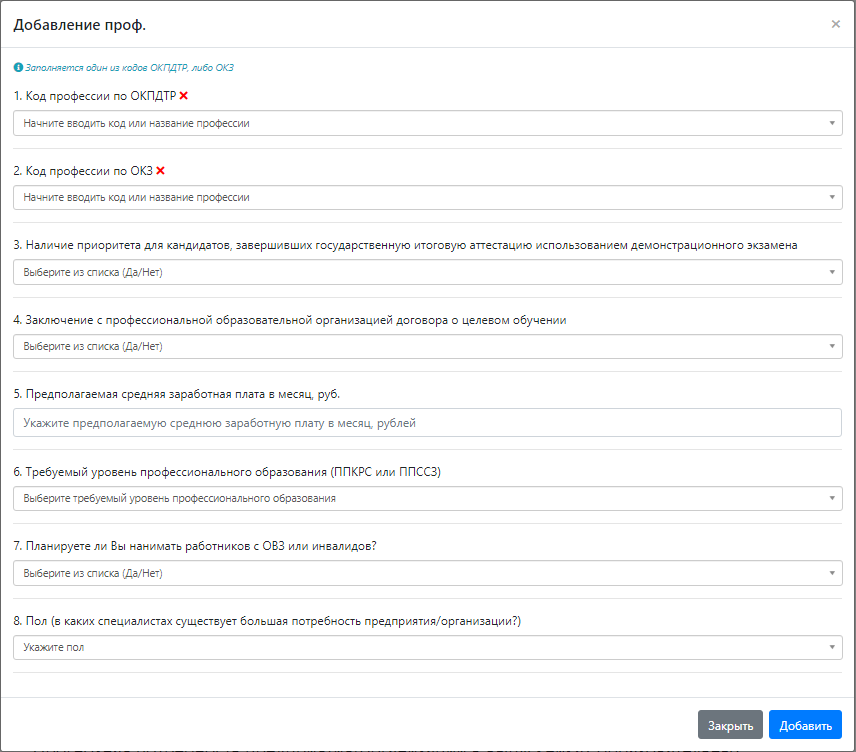 Добавление проф.
×
Заполняется один из кодов ОКПДТР, либо ОКЗ
1. Код профессии по ОКПДТР
Начните вводить код или название профессии
2. Код профессии по ОКЗ
Начните вводить код или название профессии
3. Наличие приоритета для кандидатов, завершивших государственную итоговую аттестацию использованием демонстрационного экзамена
Выберите из списка (Да/Нет)
4. Заключение с профессиональной образовательной организацией договора о целевом обучении
Выберите из списка (Да/Нет)
5. Предполагаемая средняя заработная плата в месяц, руб.
Укажите предполагаемую среднюю заработную плату в месяц, рублей
6. Требуемый уровень профессионального образования (ППКРС или ППССЗ)
Выберите требуемый уровень профессионального образования
7. Планируете ли Вы нанимать работников с ОВЗ или инвалидов?
Выберите из списка (Да/Нет)
8. Пол (в каких специалистах существует большая потребность предприятия/организации?)
Укажите пол
Закрыть Добавить